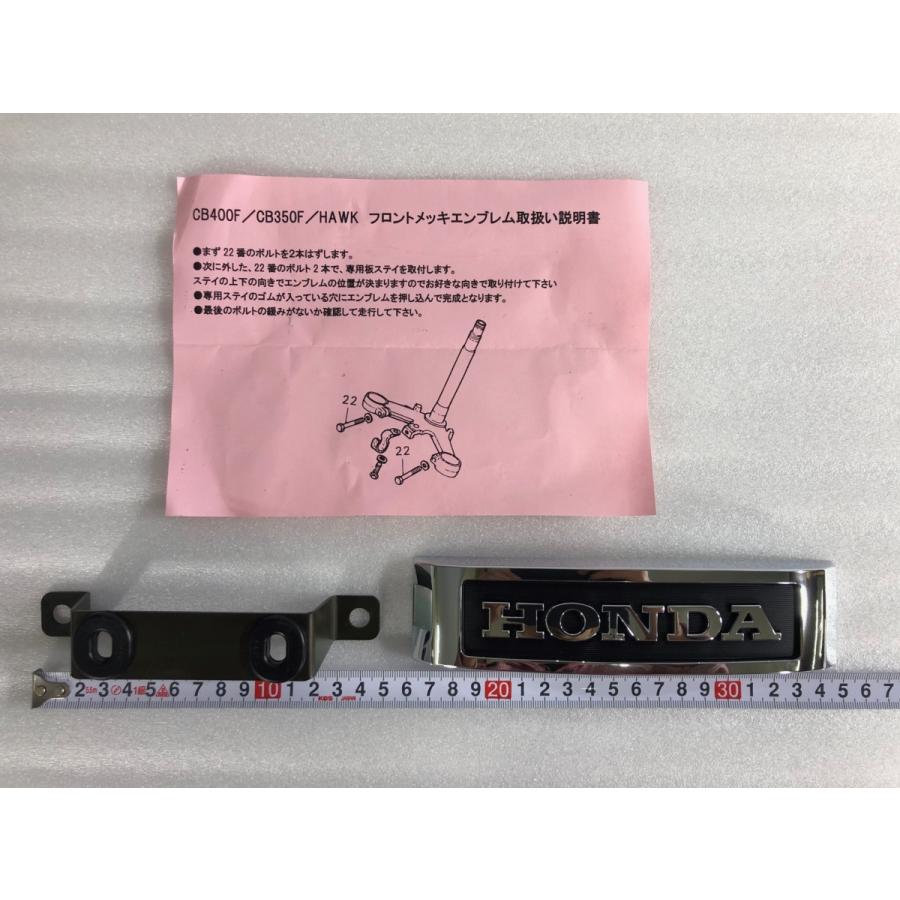 CB400F／CB350F／HAWK フロントメッキエンブレム取扱い説明書
●まず22番のボルトを2本はずします。
●次に外した、22番のボルト2本で、専用板ステイを取付します。
ステイの上下の向きでエンブレムの位置が決まりますのでお好きな向きで取り付けて下さい
●専用ステイのゴムが入っている穴にエンブレムを押し込んで完成となります。
●最後のボルトの緩みがないか確認して走行して下さい。
22
22
HONDA
2 3 4 5 6 7 8 9 10 1 2 3 4 5 6 7 8 9 20 1 2 3 4 5 6 7 8 9 30 1 2 3 4 5 6 7